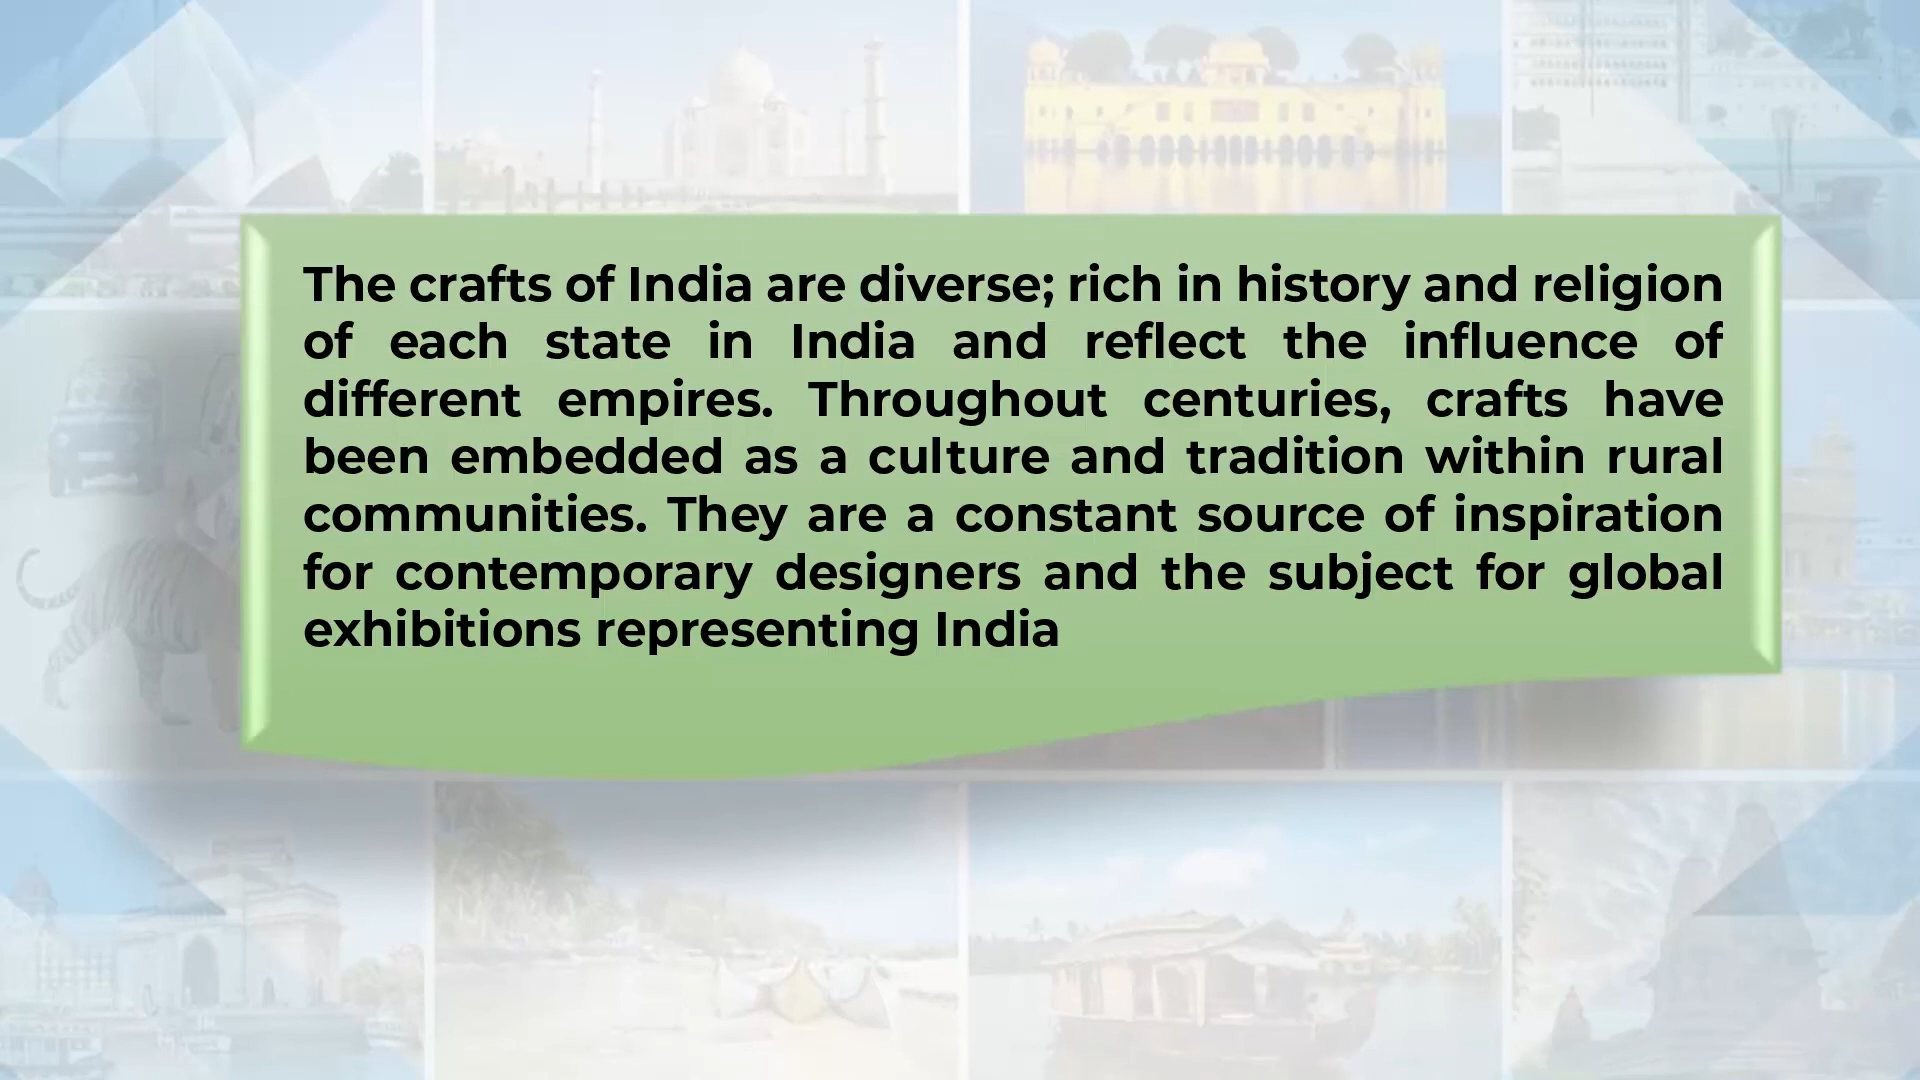 The crafts of India are diverse; rich in history and religion
of each state in India and reflect the influence of
different empires. Throughout centuries, crafts have
been embedded as a culture and tradition within rural
communities. They are a constant source of inspiration
for contemporary designers and the subject for global
exhibitions representing India